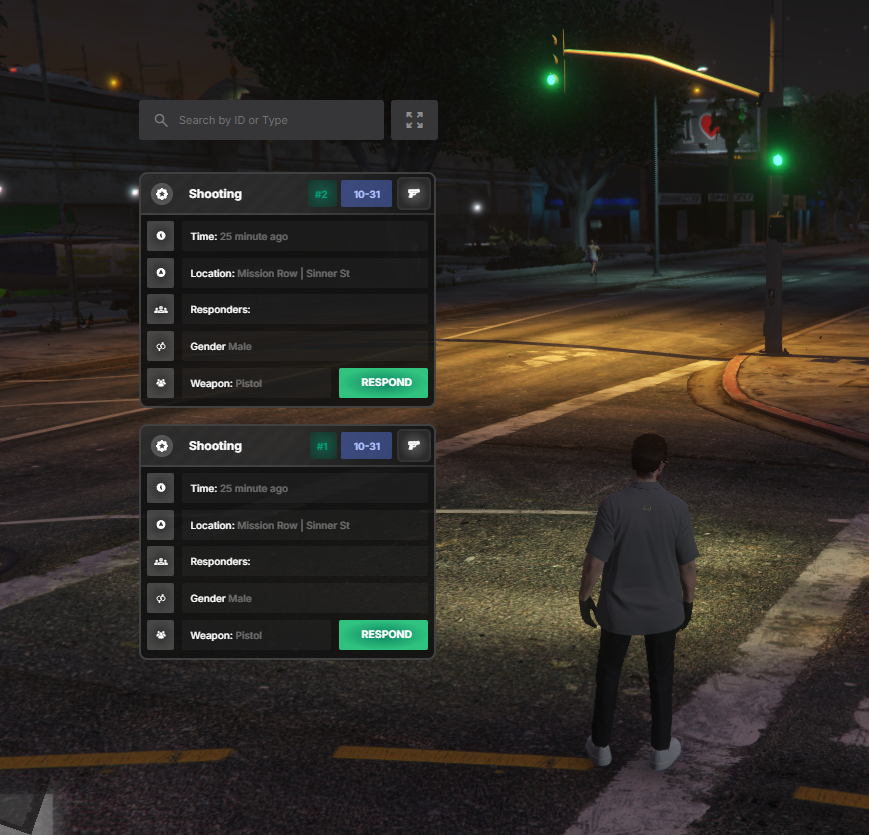 Search by ID or Type
Shooting #2 10-31
Time: 25 minute ago
Location: Mission Row | Sinner St
Responders:
Gender Male
Weapon: Pistol RESPOND
Shooting #1 10-31
Time: 25 minute ago
Location: Mission Row | Sinner St
Responders:
Gender Male
Weapon: Pistol RESPOND